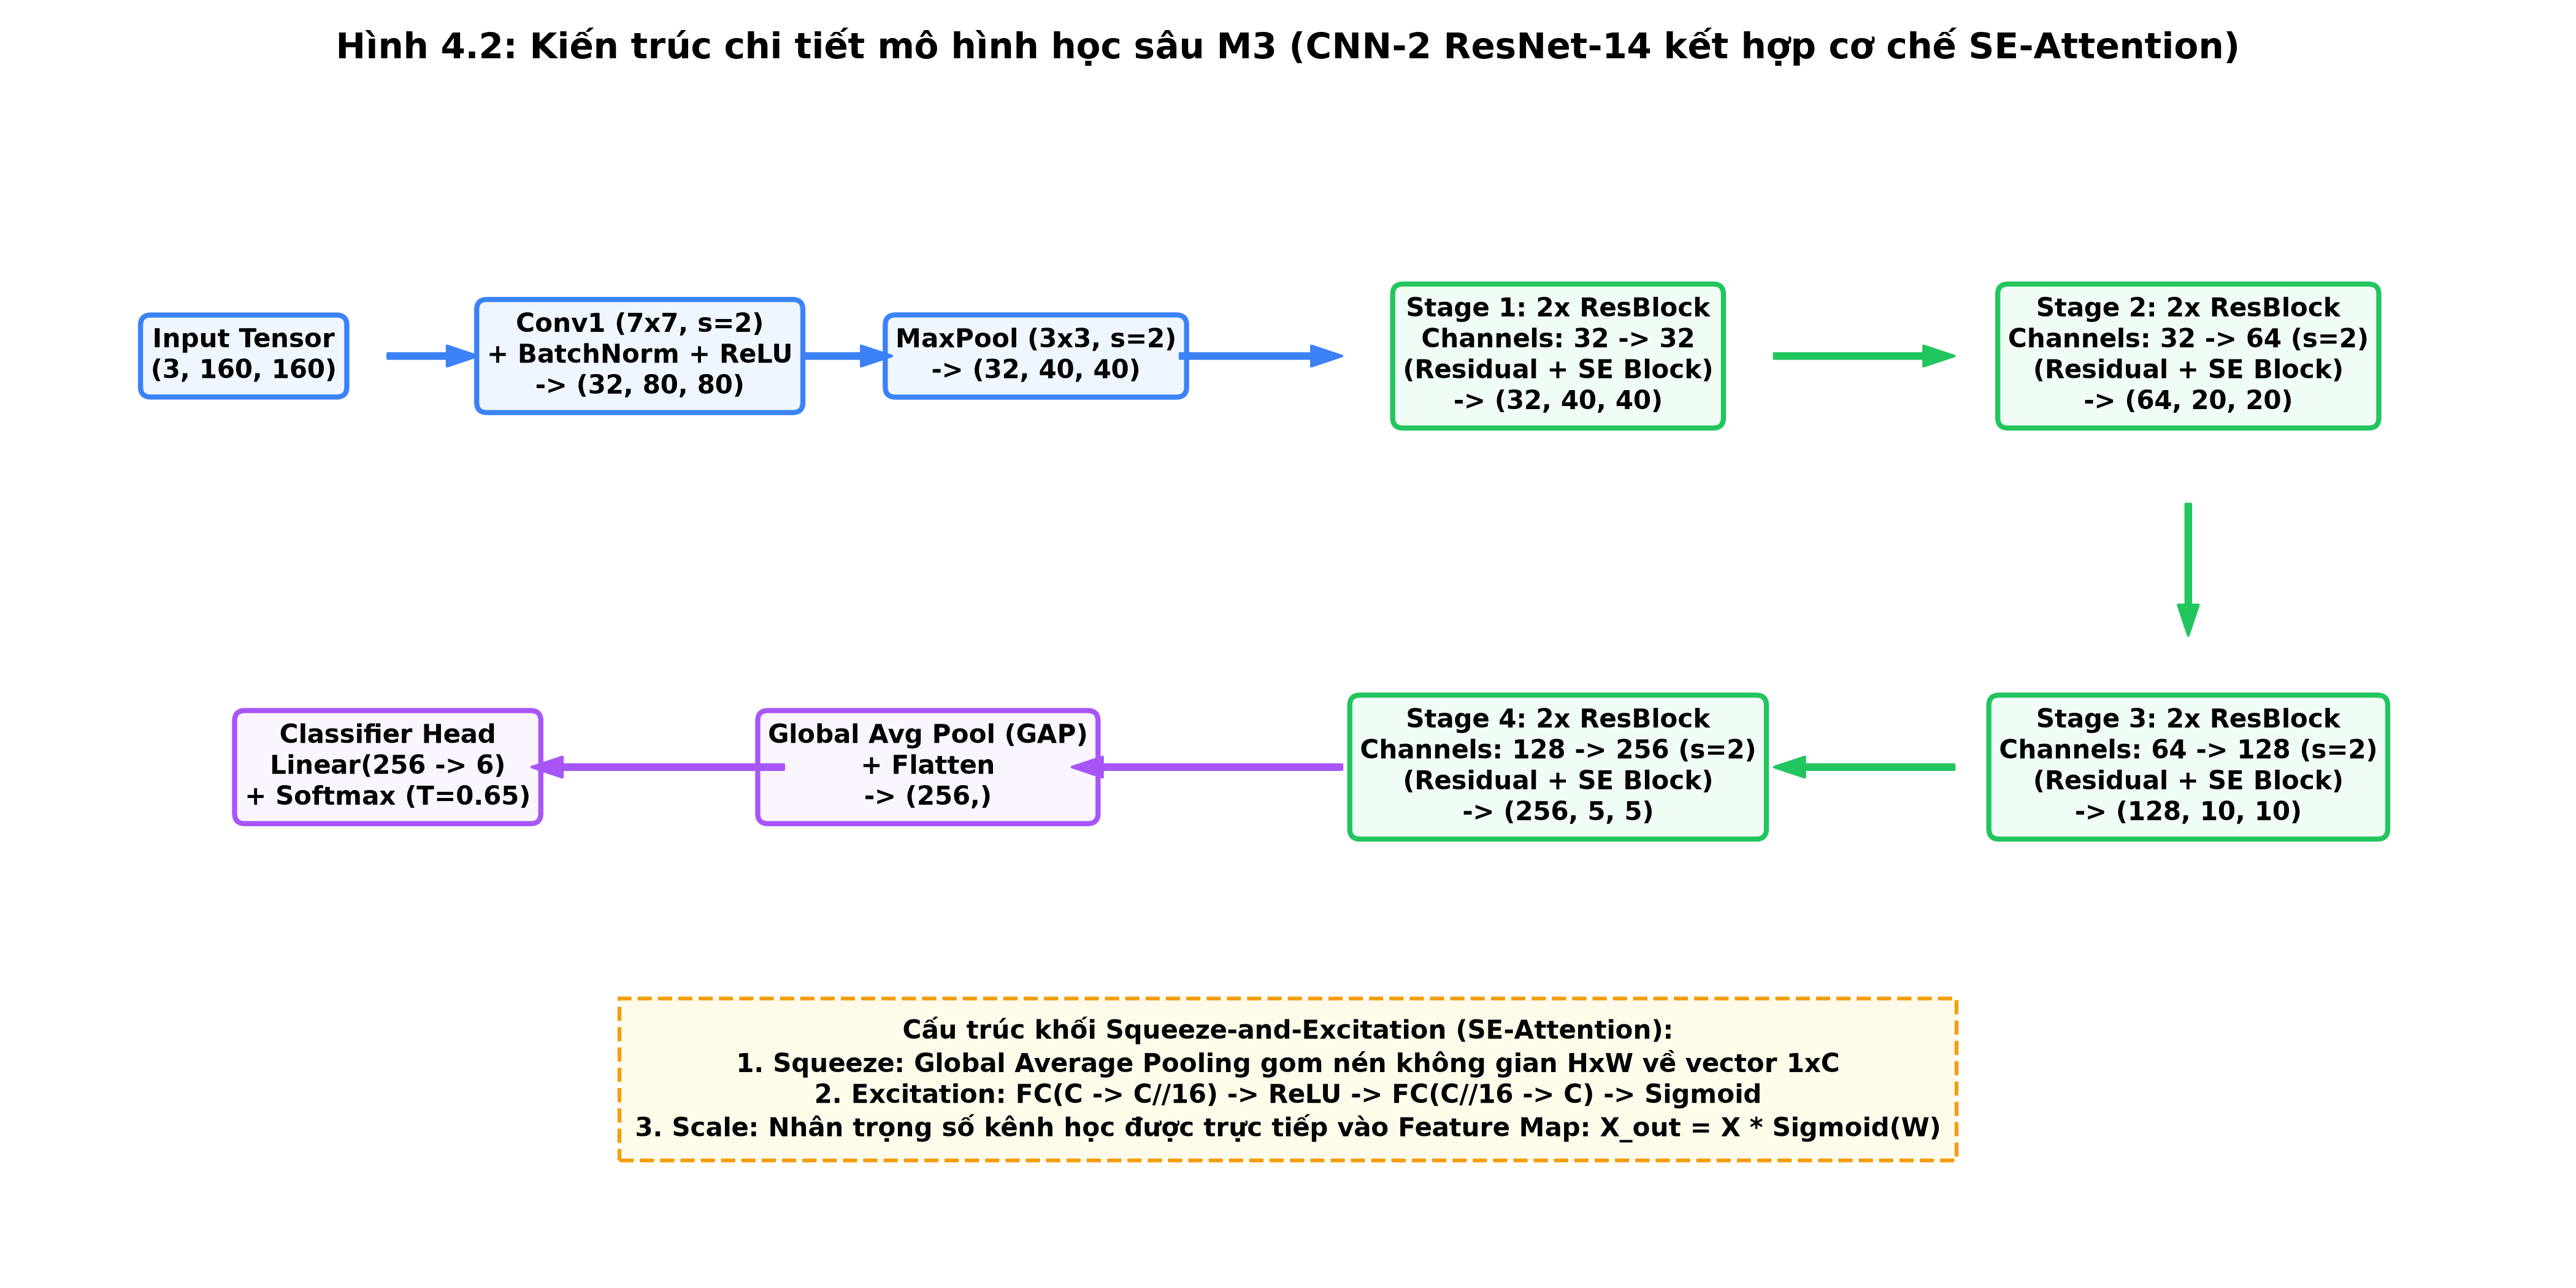 Hình 4.2: Kiến trúc chi tiết mô hình học sâu M3 (CNN-2 ResNet-14 kết hợp cơ chế SE-Attention)
Input Tensor
(3, 160, 160)
Conv1 (7x7, s=2)
+ BatchNorm + ReLU
-> (32, 80, 80)
MaxPool (3x3, s=2)
-> (32, 40, 40)
Stage 1: 2x ResBlock
Channels: 32 -> 32
(Residual + SE Block)
-> (32, 40, 40)
Stage 2: 2x ResBlock
Channels: 32 -> 64 (s=2)
(Residual + SE Block)
-> (64, 20, 20)
Stage 3: 2x ResBlock
Channels: 64 -> 128 (s=2)
(Residual + SE Block)
-> (128, 10, 10)
Stage 4: 2x ResBlock
Channels: 128 -> 256 (s=2)
(Residual + SE Block)
-> (256, 5, 5)
Global Avg Pool (GAP)
+ Flatten
-> (256,)
Classifier Head
Linear(256 -> 6)
+ Softmax (T=0.65)
Cấu trúc khối Squeeze-and-Excitation (SE-Attention):
1. Squeeze: Global Average Pooling gom nén không gian HxW về vector 1xC
2. Excitation: FC(C -> C//16) -> ReLU -> FC(C//16 -> C) -> Sigmoid
3. Scale: Nhân trọng số kênh học được trực tiếp vào Feature Map: X_out = X * Sigmoid(W)